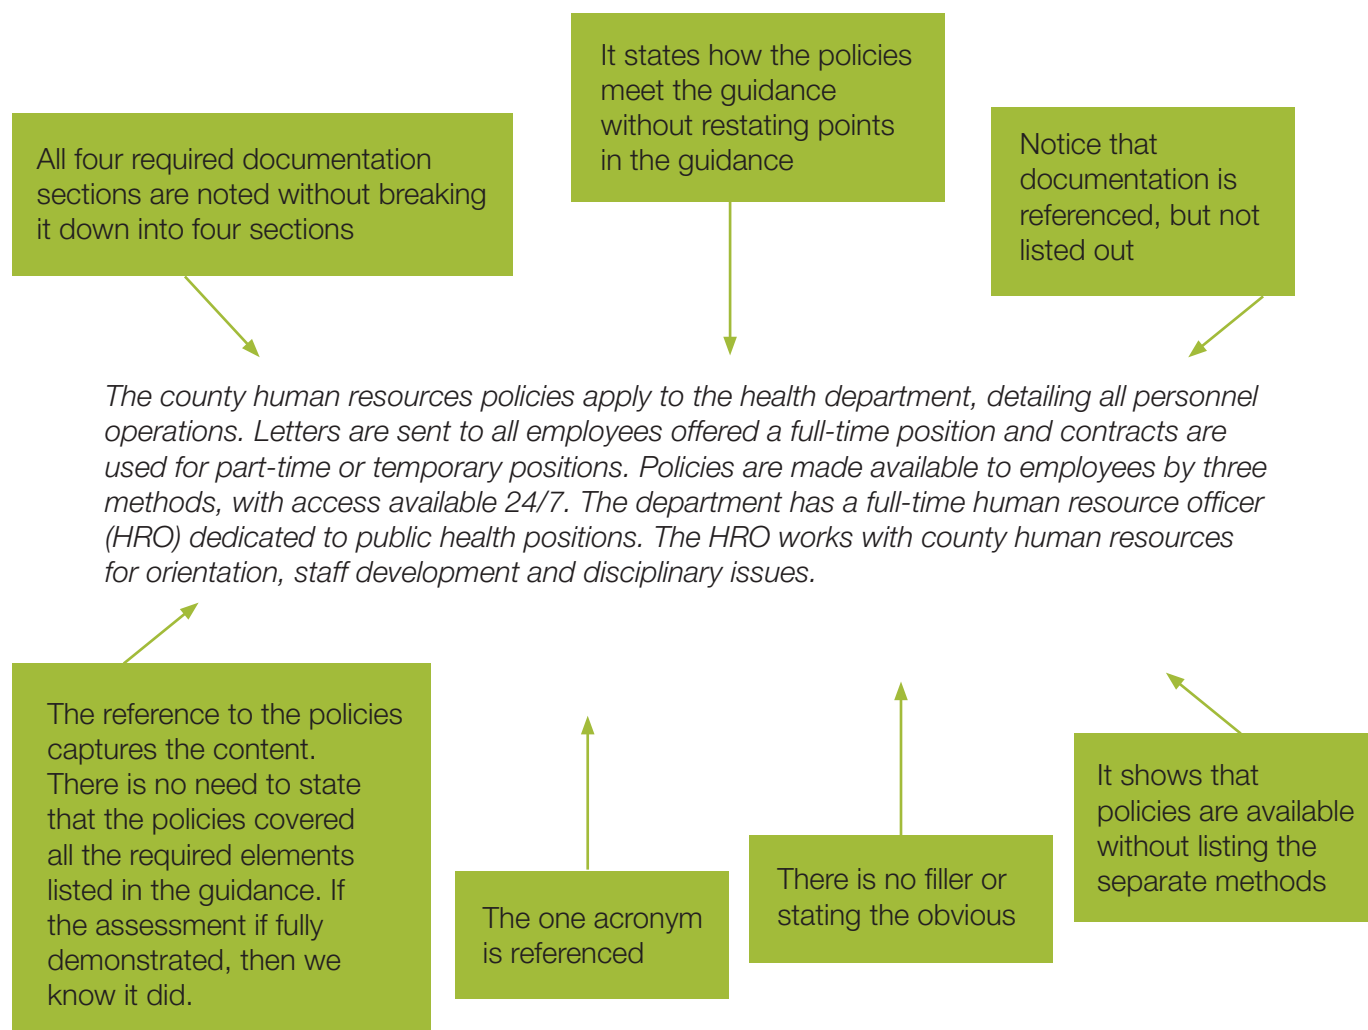 It states how the policies
meet the guidance
without restating points
in the guidance
All four required documentation
sections are noted without breaking
it down into four sections
Notice that
documentation is
referenced, but not
listed out
The county human resources policies apply to the health department, detailing all personnel
operations. Letters are sent to all employees offered a full-time position and contracts are
used for part-time or temporary positions. Policies are made available to employees by three
methods, with access available 24/7. The department has a full-time human resource officer
(HRO) dedicated to public health positions. The HRO works with county human resources
for orientation, staff development and disciplinary issues.
The reference to the policies
captures the content.
There is no need to state
that the policies covered
all the required elements
listed in the guidance. If
the assessment if fully
demonstrated, then we
know it did.
The one acronym
is referenced
There is no filler or
stating the obvious
It shows that
policies are available
without listing the
separate methods